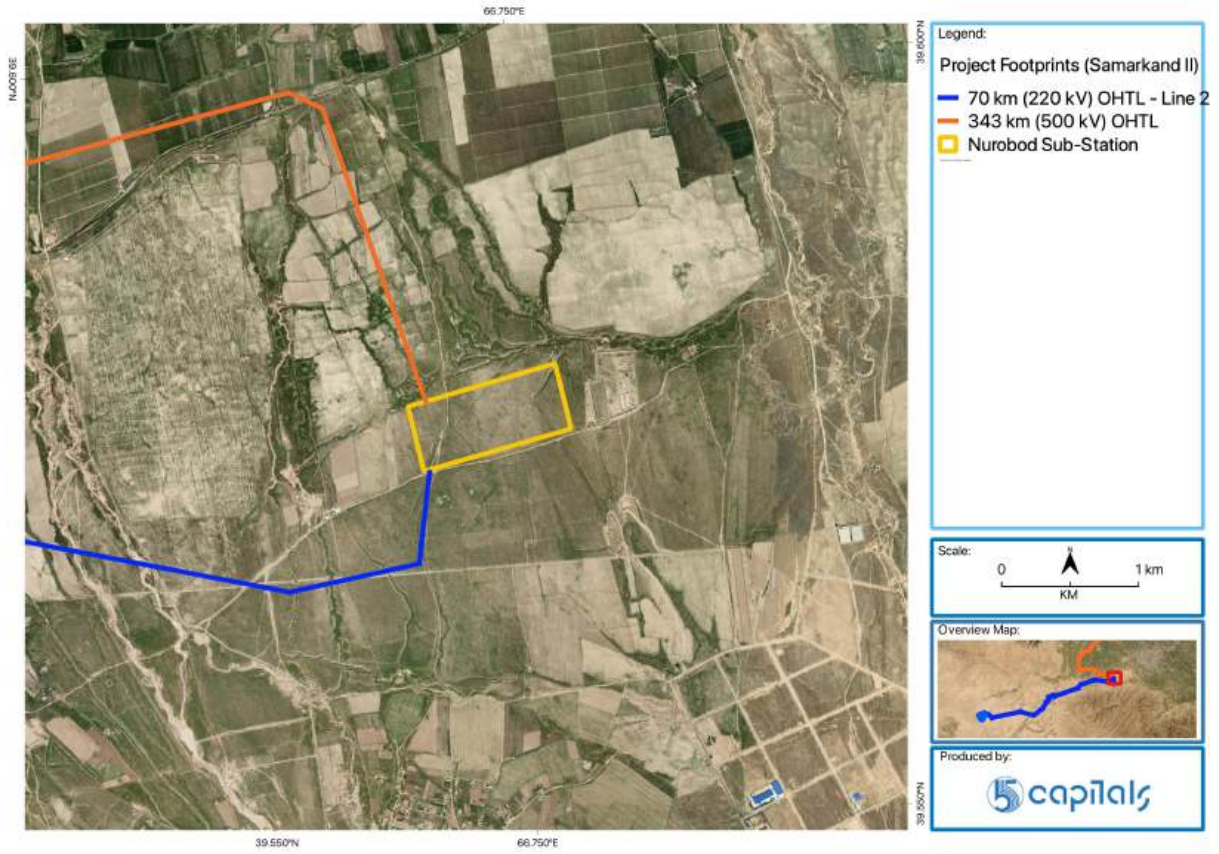 66.750°E
39.600°N
39.600°N
Legend:
Project Footprints (Samarkand II)
70 km (220 kV) OHTL - Line 2
343 km (500 kV) OHTL
Nurobod Sub-Station
Scale:
N
0
1 km
KM
Overview Map:
Produced by:
5 capitals
39.550°N
39.550°N
66.750°E